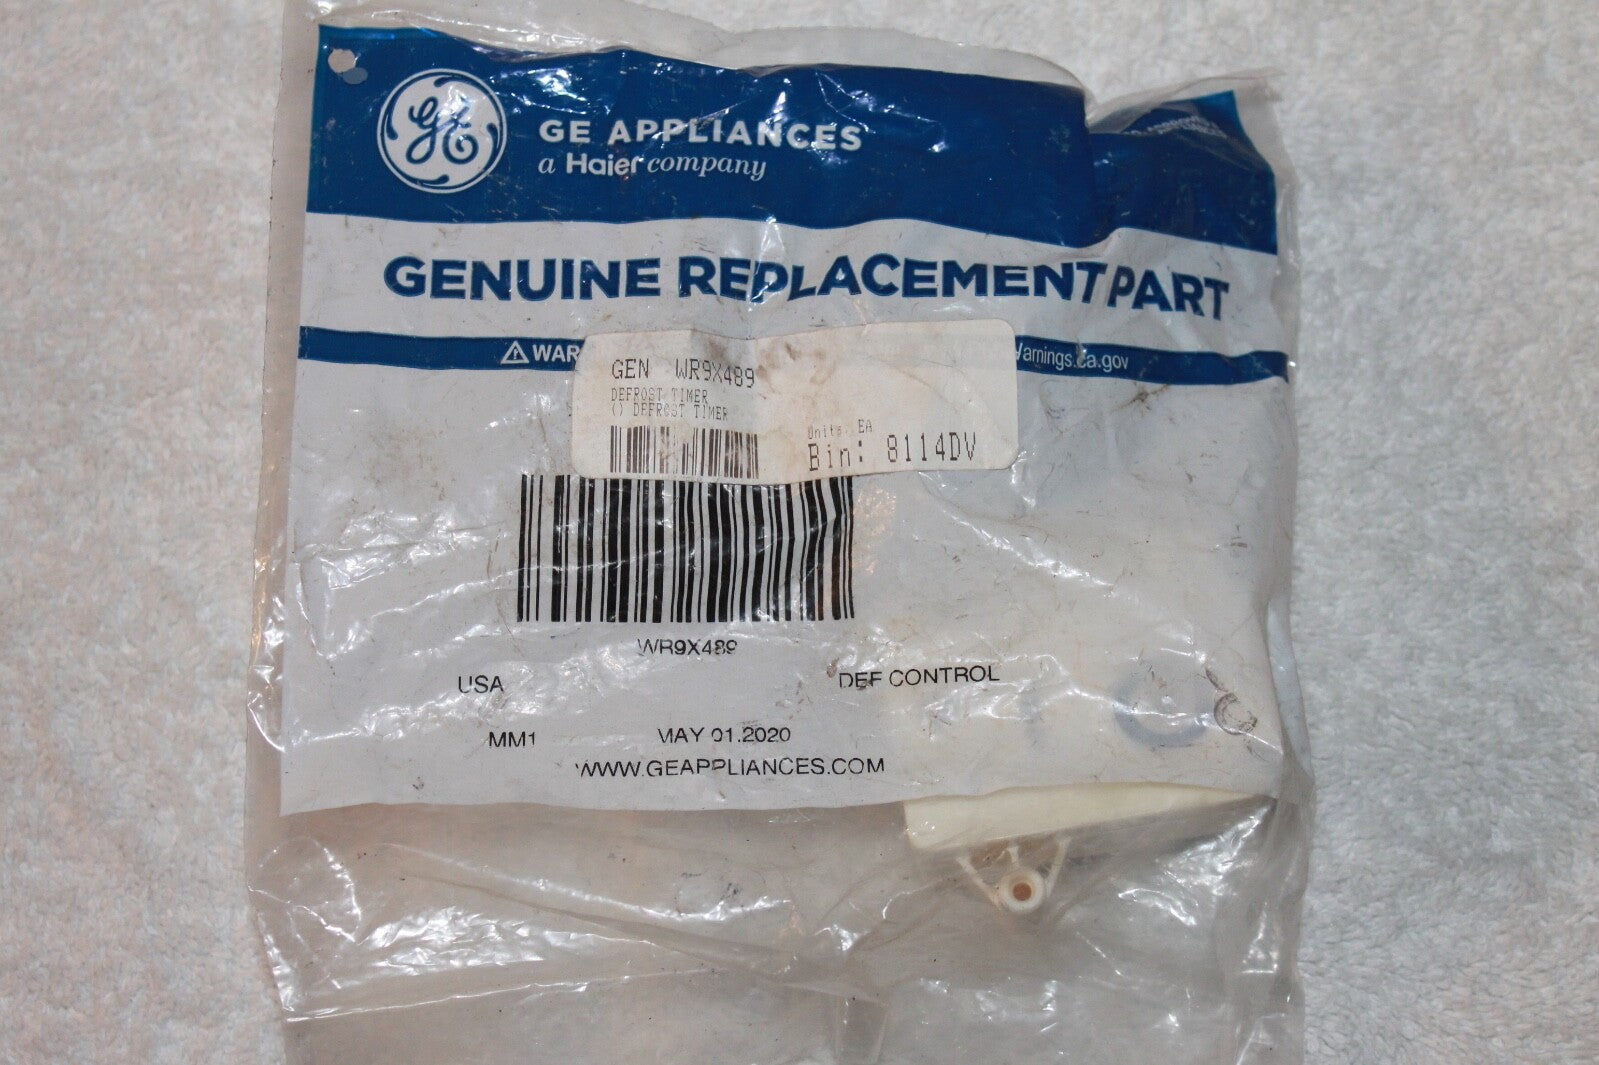 GE
GE APPLIANCES
a Haier company
GENUINE REPLACEMENT PART
WAR Warnings.ca.gov
GEN WR9X489
DEFROST TIMER
() DEFROST TIMER
Units EA
Bin: 8114DV
WR9X489
USA DEF CONTROL
MM1 MAY 01.2020
WWW.GEAPPLIANCES.COM